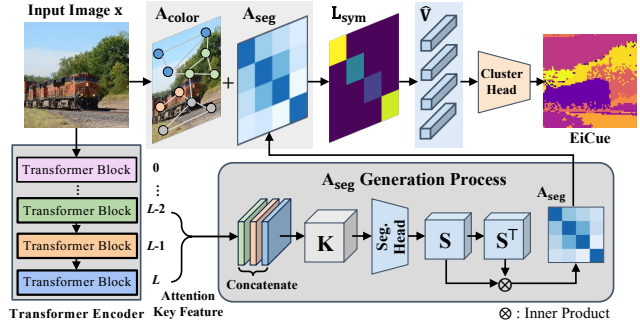 Input Image x
A_color
A_seg
L_sym
V̂
+
Cluster
Head
EiCue
Transformer Block
0
⋮
Transformer Block
L-2
Transformer Block
L-1
Transformer Block
L
Transformer Encoder
Attention
Key Feature
A_seg Generation Process
Concatenate
K
Seg.
Head
S
S^⊤
A_seg
⊗ : Inner Product